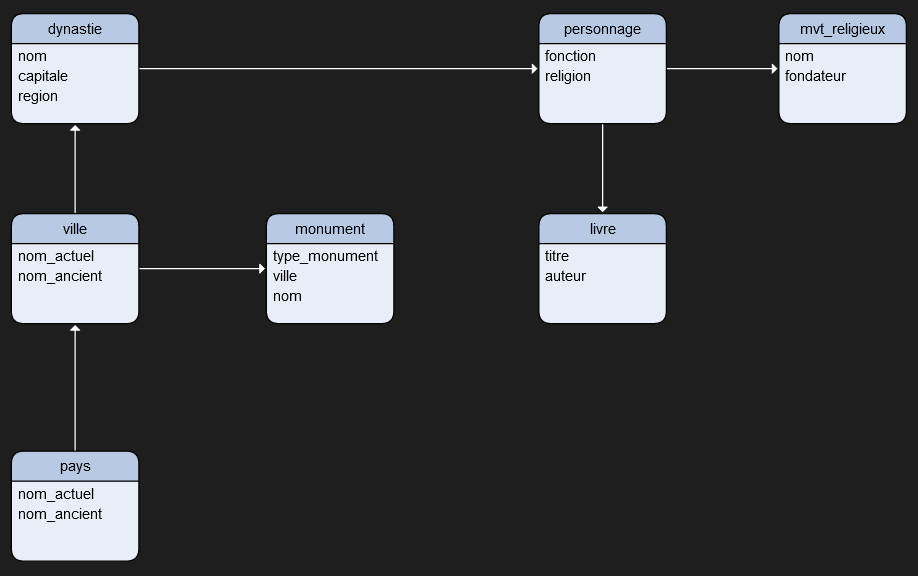 dynastie
nom
capitale
region
personnage
fonction
religion
mvt_religieux
nom
fondateur
ville
nom_actuel
nom_ancient
monument
type_monument
ville
nom
livre
titre
auteur
pays
nom_actuel
nom_ancient